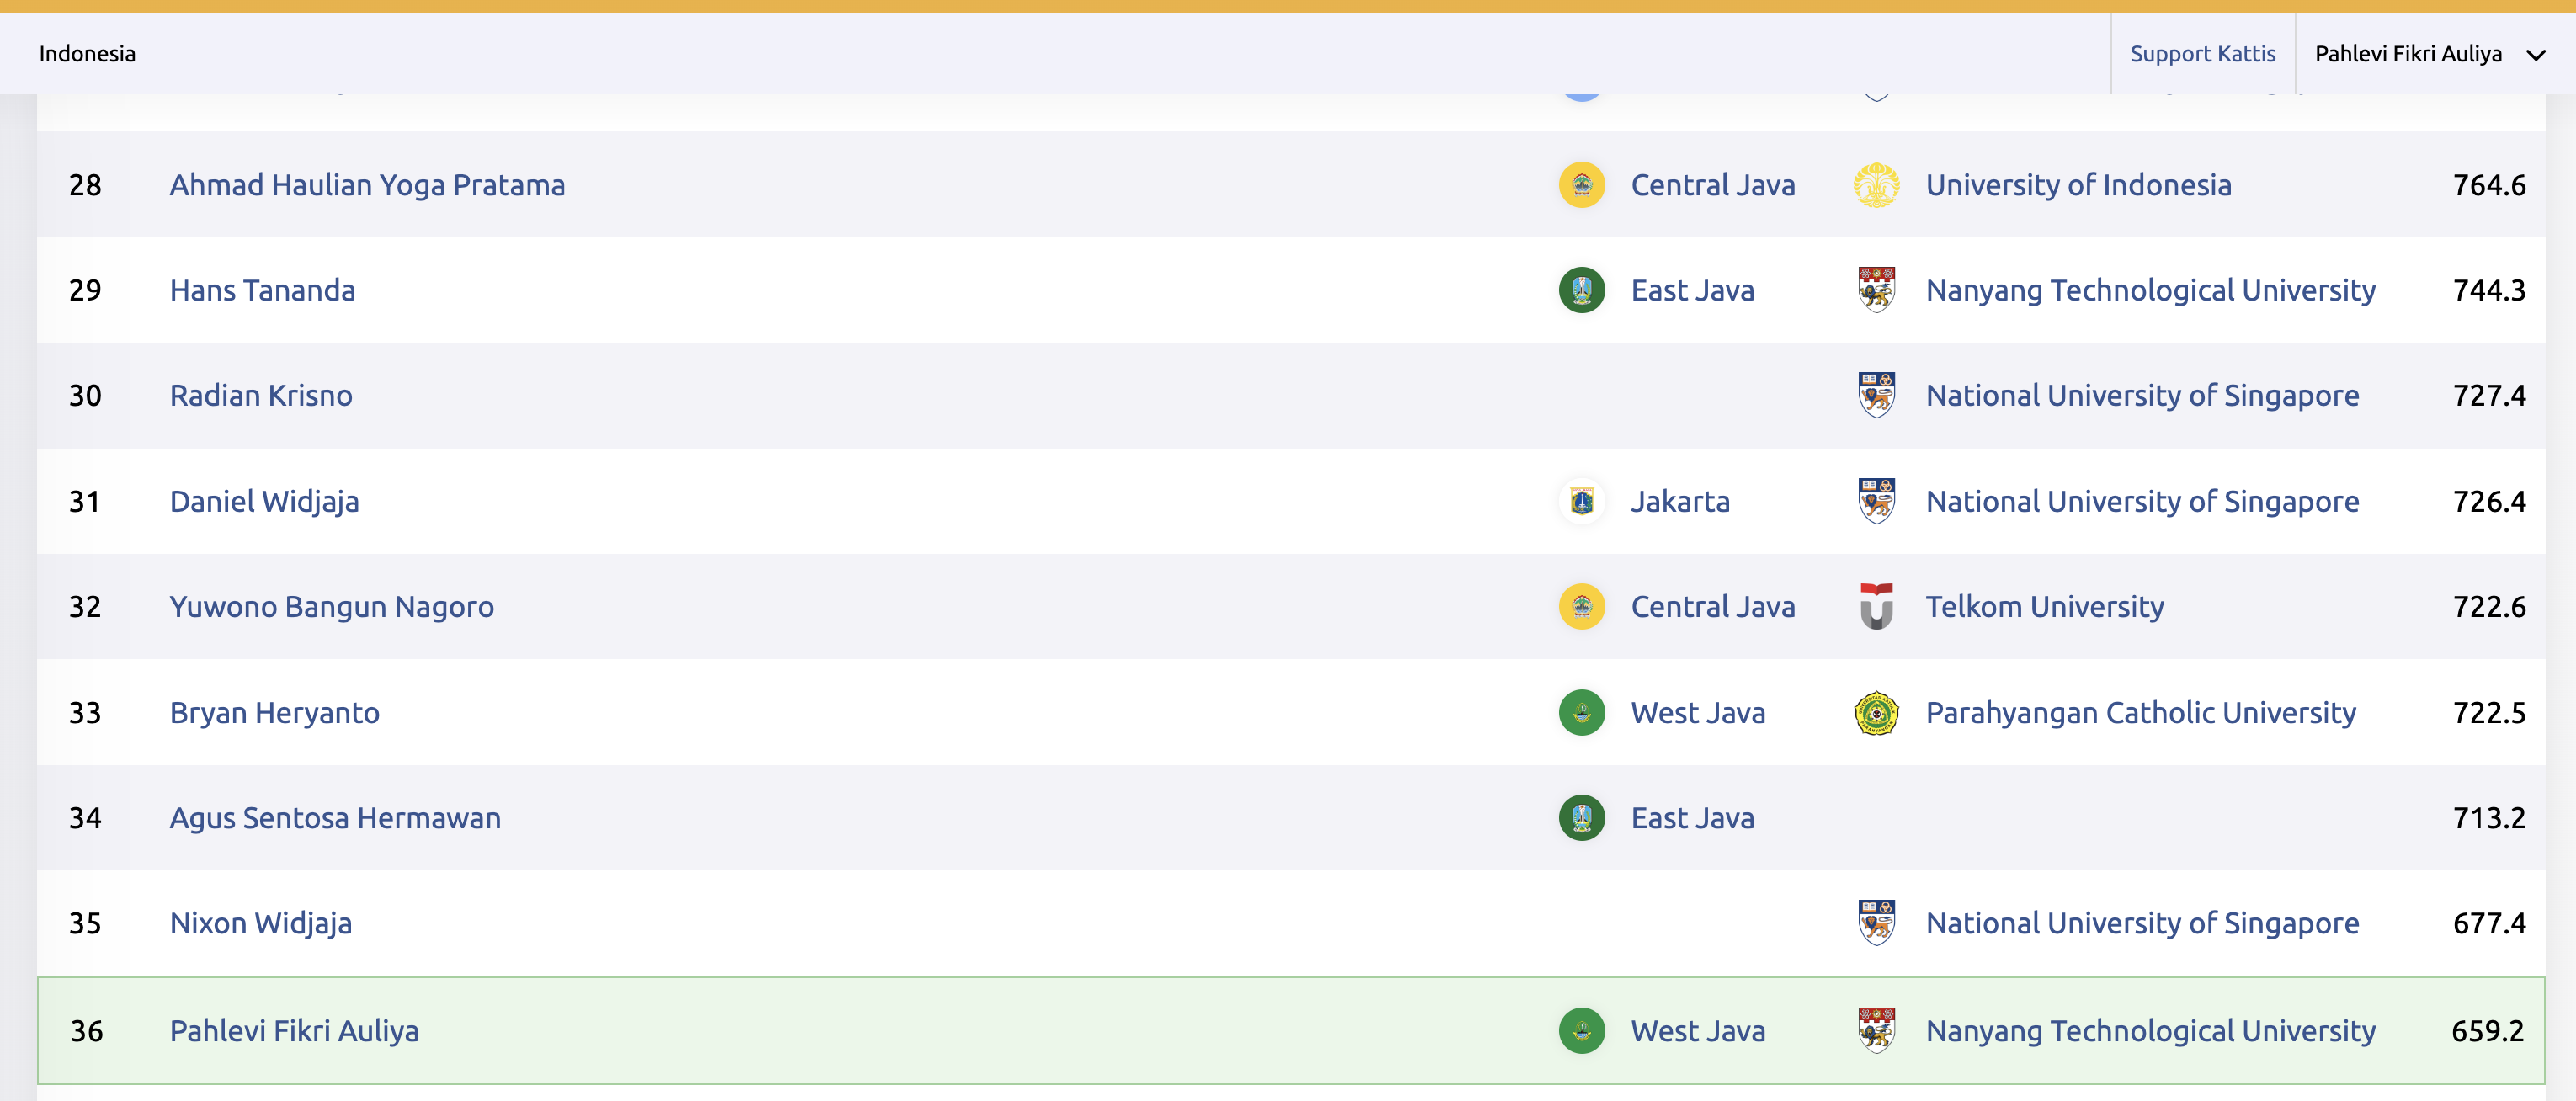 Indonesia Support Kattis Pahlevi Fikri Auliya
28 Ahmad Haulian Yoga Pratama Central Java University of Indonesia 764.6
29 Hans Tananda East Java Nanyang Technological University 744.3
30 Radian Krisno National University of Singapore 727.4
31 Daniel Widjaja Jakarta National University of Singapore 726.4
32 Yuwono Bangun Nagoro Central Java Telkom University 722.6
33 Bryan Heryanto West Java Parahyangan Catholic University 722.5
34 Agus Sentosa Hermawan East Java 713.2
35 Nixon Widjaja National University of Singapore 677.4
36 Pahlevi Fikri Auliya West Java Nanyang Technological University 659.2